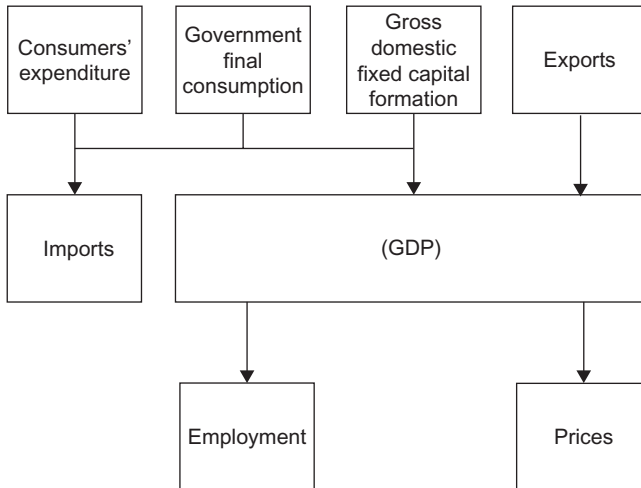 Consumers’
expenditure
Government
final
consumption
Gross
domestic
fixed capital
formation
Exports
Imports
(GDP)
Employment
Prices